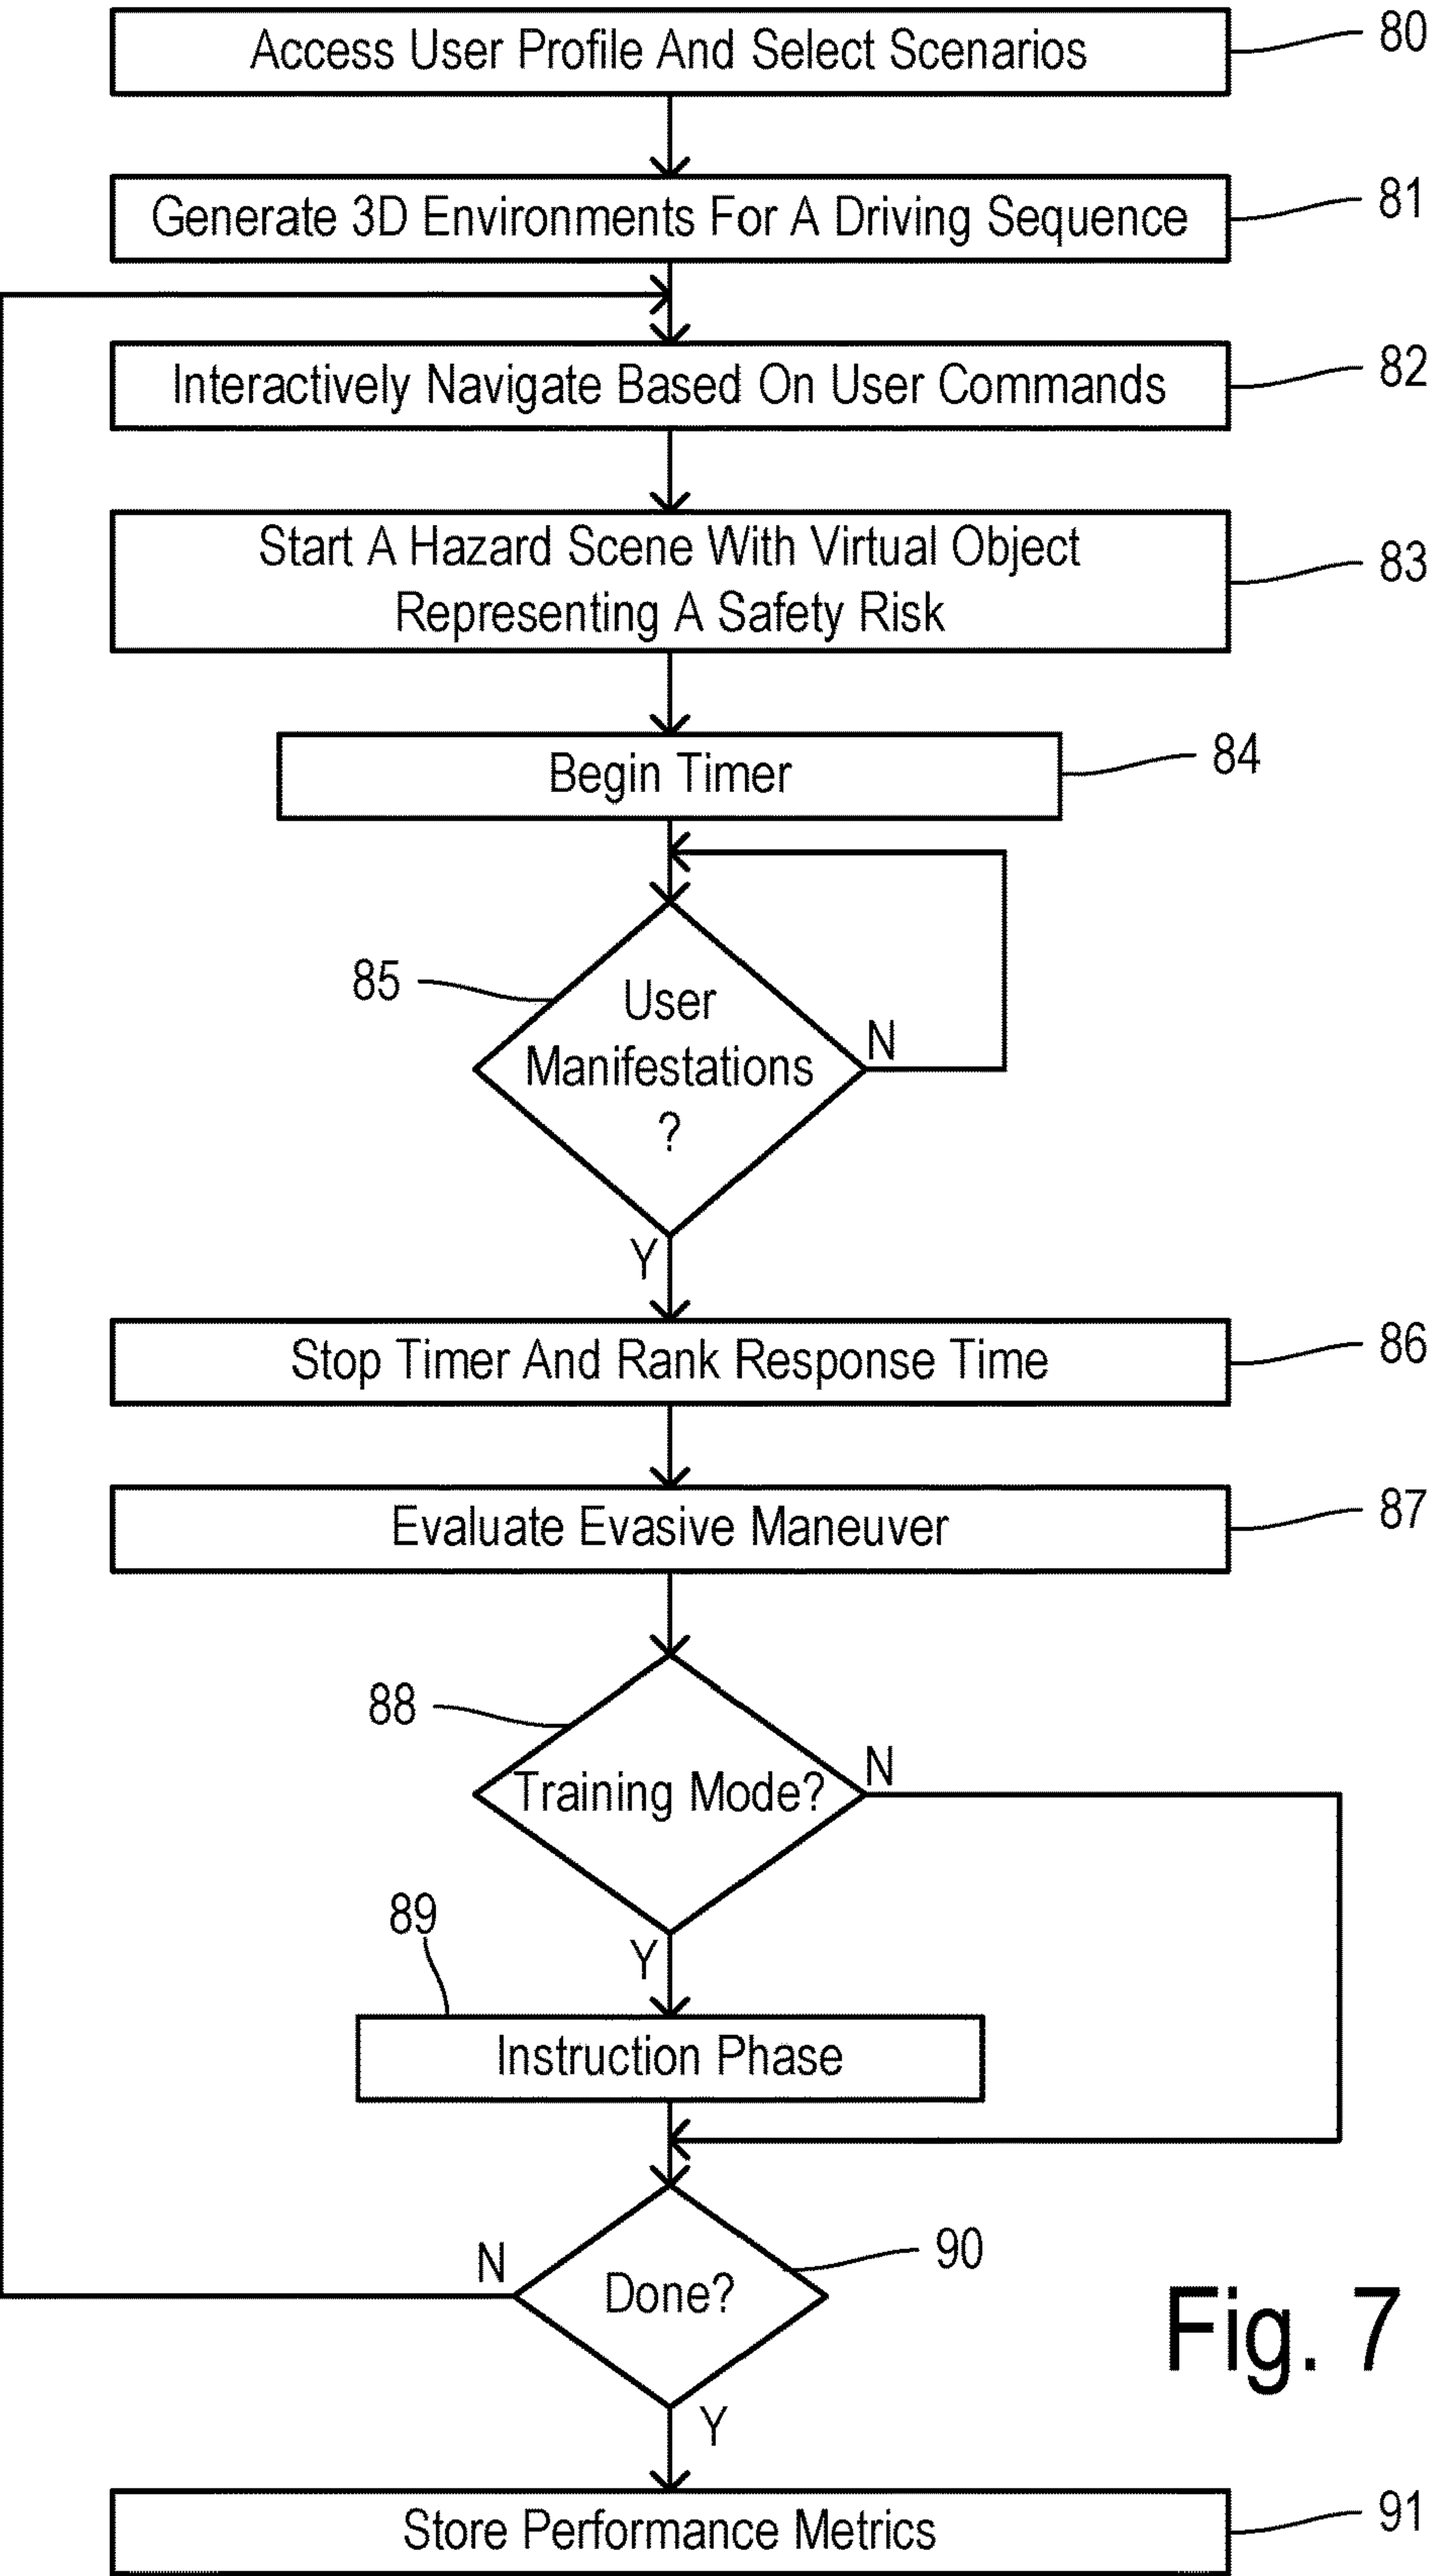 Access User Profile And Select Scenarios
80
Generate 3D Environments For A Driving Sequence
81
Interactively Navigate Based On User Commands
82
Start A Hazard Scene With Virtual Object
Representing A Safety Risk
83
Begin Timer
84
85
User
Manifestations
?
N
Y
Stop Timer And Rank Response Time
86
Evaluate Evasive Maneuver
87
88
Training Mode?
N
Y
89
Instruction Phase
N
Done?
90
Y
Fig. 7
Store Performance Metrics
91